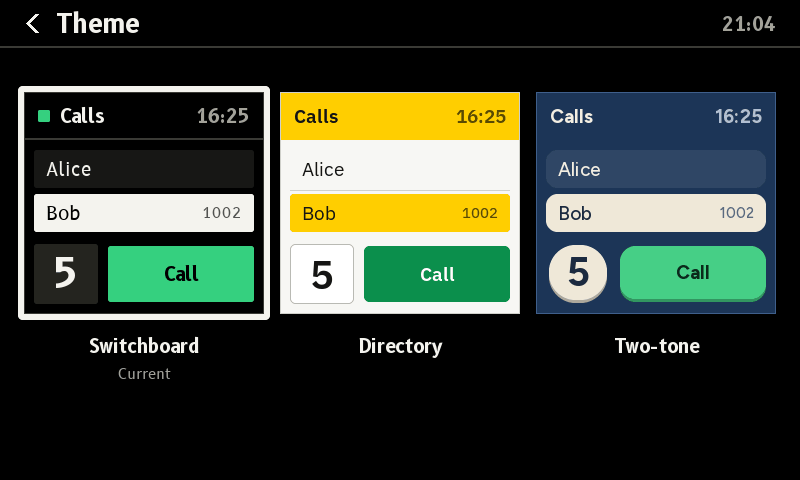 Theme 21:04
Calls 16:25
Alice
Bob 1002
5 Call
Switchboard
Current
Calls 16:25
Alice
Bob 1002
5 Call
Directory
Calls 16:25
Alice
Bob 1002
5 Call
Two-tone